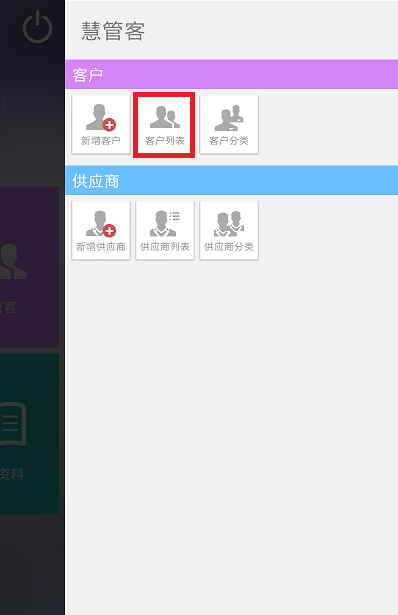 慧管客
客户
新增客户
客户列表
客户分类
供应商
新增供应商
供应商列表
供应商分类
管客
资料